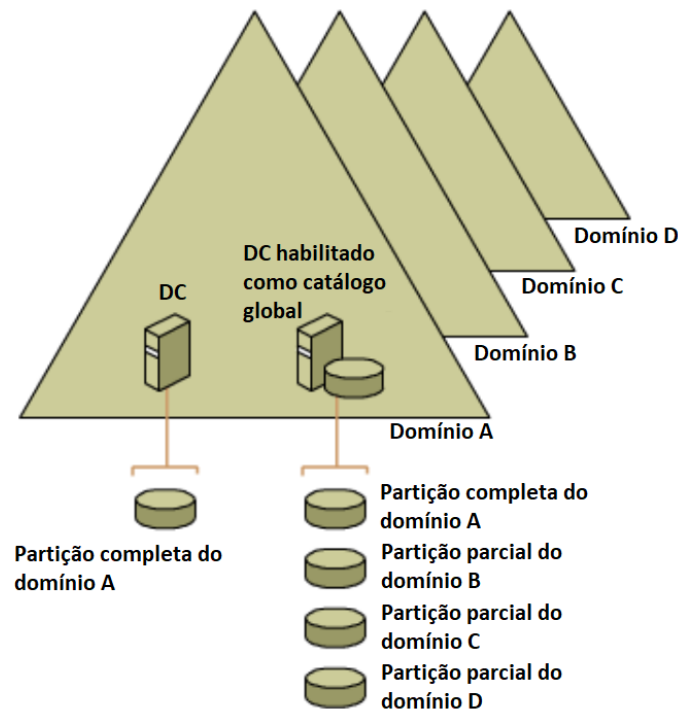 Domínio D
DC habilitado
como catálogo
global
DC
Domínio C
Domínio B
Domínio A
Partição completa do
domínio A
Partição completa do
domínio A
Partição parcial do
domínio B
Partição parcial do
domínio C
Partição parcial do
domínio D